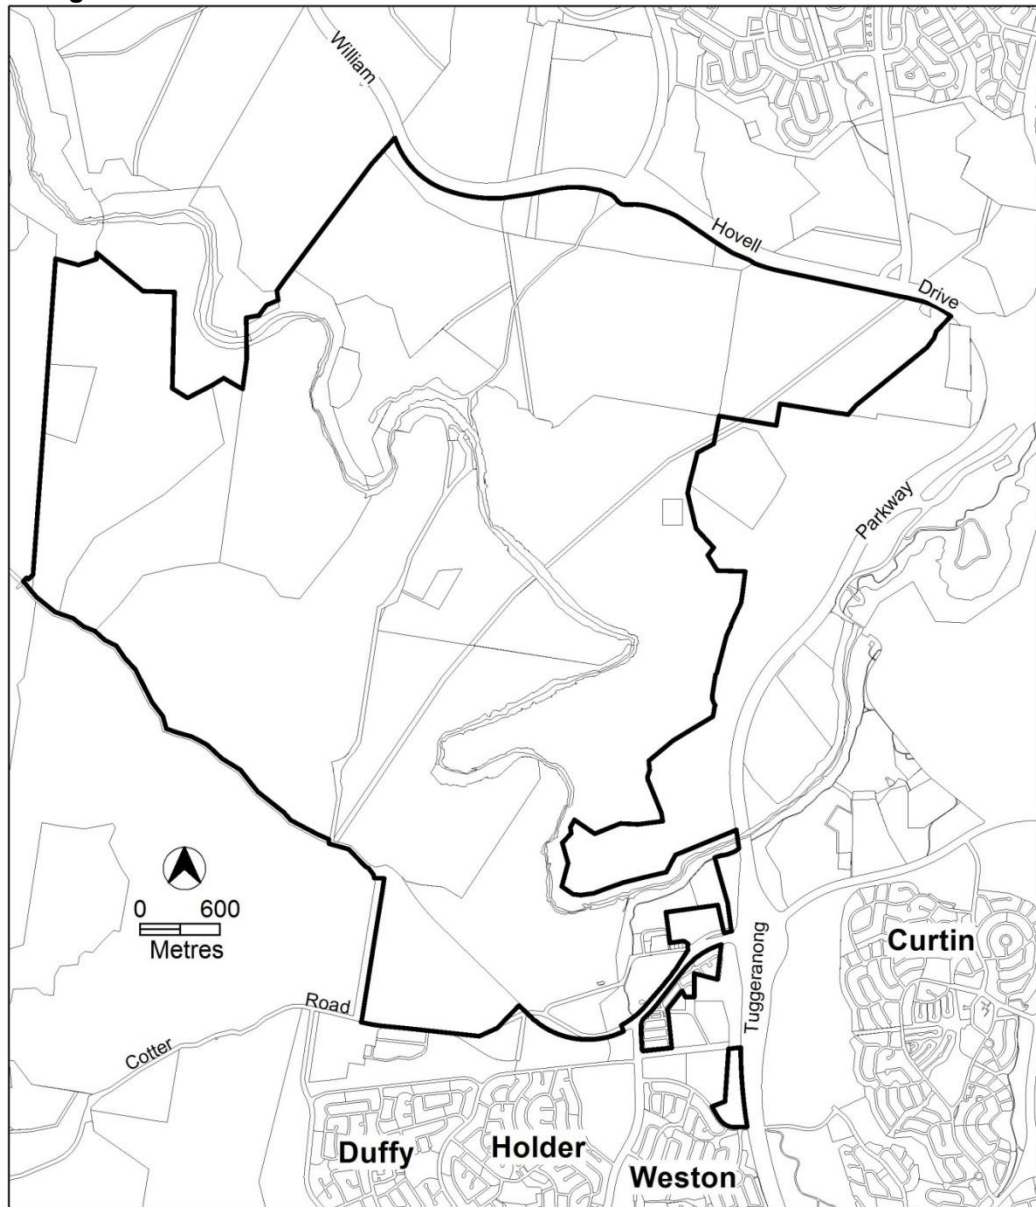 William
Hovell
Drive
Parkway
0 600
Metres
Curtin
Tuggeranong
Road
Cotter
Duffy
Holder
Weston